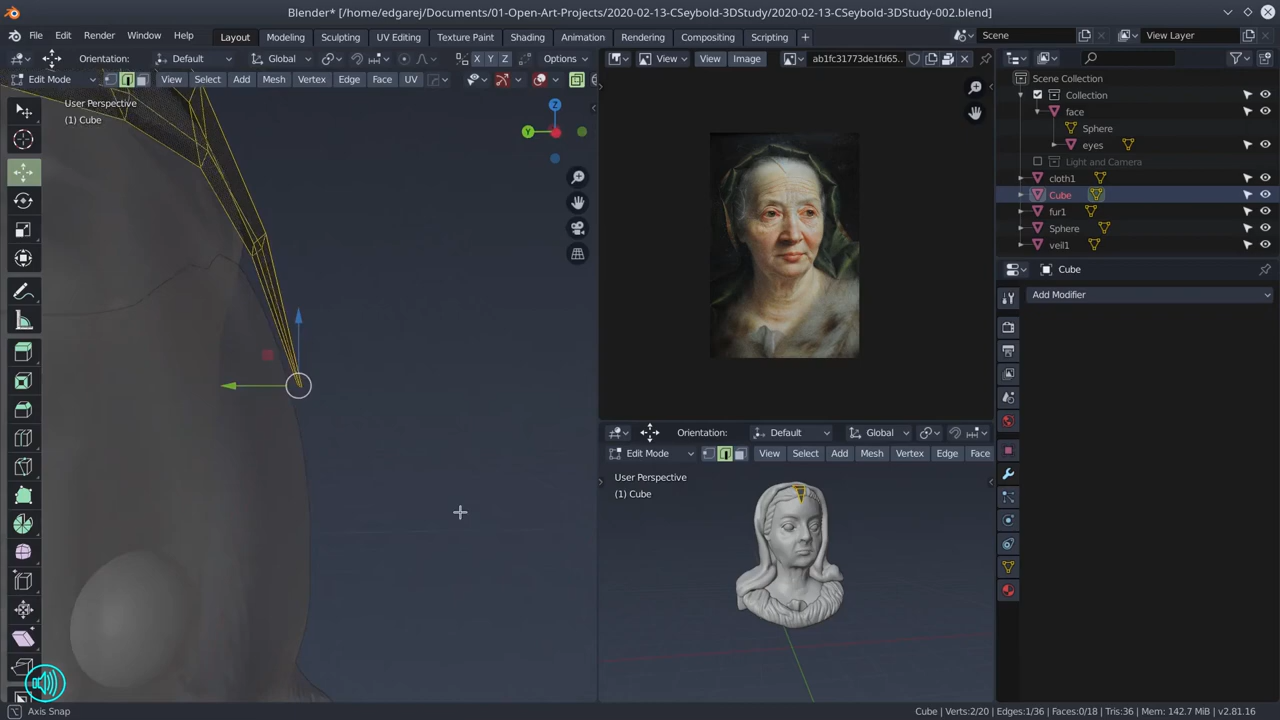 Blender* [/home/edgarej/Documents/01-Open-Art-Projects/2020-02-13-CSeybold-3DStudy/2020-02-13-CSeybold-3DStudy-002.blend]
File Edit Render Window Help Layout Modeling Sculpting UV Editing Texture Paint Shading Animation Rendering Compositing Scripting + Scene View Layer
Orientation: Default Global Options
Edit Mode View Select Add Mesh Vertex Edge Face UV
X Y Z
User Perspective
(1) Cube
Z
Y
View View Image ab1fc31773de1fd65..
Orientation: Default Global
Edit Mode View Select Add Mesh Vertex Edge Face
User Perspective
(1) Cube
Scene Collection
Collection
face
Sphere
eyes
Light and Camera
cloth1
Cube
fur1
Sphere
veil1
Cube
Add Modifier
Axis Snap
Cube | Verts:2/20 | Edges:1/36 | Faces:0/18 | Tris:36 | Mem: 142.7 MiB | v2.81.16